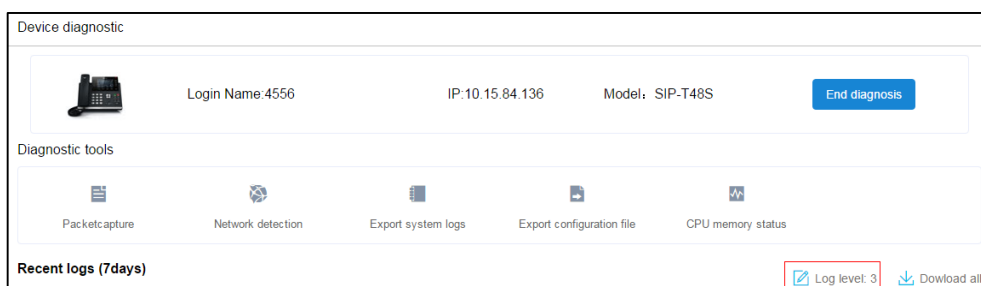 Device diagnostic
Login Name:4556 IP:10.15.84.136 Model: SIP-T48S End diagnosis
Diagnostic tools
Packetcapture Network detection Export system logs Export configuration file CPU memory status
Recent logs (7days) Log level: 3 Dowload all